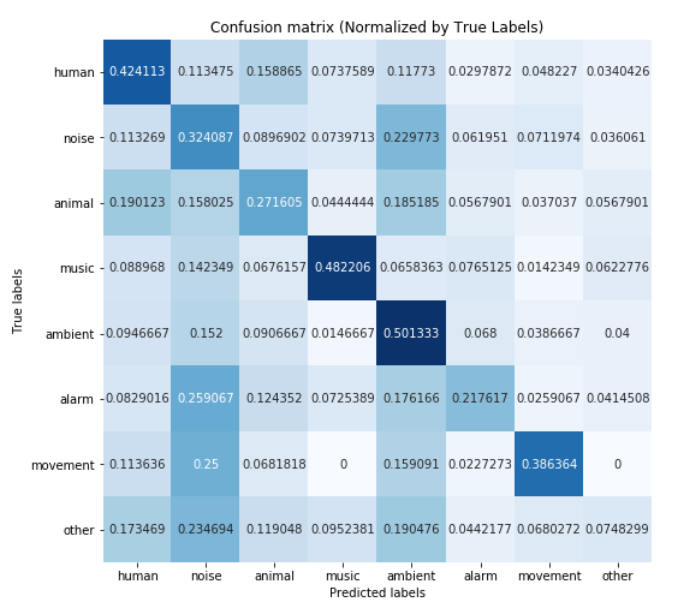 Confusion matrix (Normalized by True Labels)
human 0.424113 0.113475 0.158865 0.0737589 0.11773 0.0297872 0.048227 0.0340426
noise 0.113269 0.324087 0.0896902 0.0739713 0.229773 0.061951 0.0711974 0.036061
animal 0.190123 0.158025 0.271605 0.0444444 0.185185 0.0567901 0.037037 0.0567901
music 0.088968 0.142349 0.0676157 0.482206 0.0658363 0.0765125 0.0142349 0.0622776
True labels
ambient 0.0946667 0.152 0.0906667 0.0146667 0.501333 0.068 0.0386667 0.04
alarm 0.0829016 0.259067 0.124352 0.0725389 0.176166 0.217617 0.0259067 0.0414508
movement 0.113636 0.25 0.0681818 0 0.159091 0.0227273 0.386364 0
other 0.173469 0.234694 0.119048 0.0952381 0.190476 0.0442177 0.0680272 0.0748299
human noise animal music ambient alarm movement other
Predicted labels